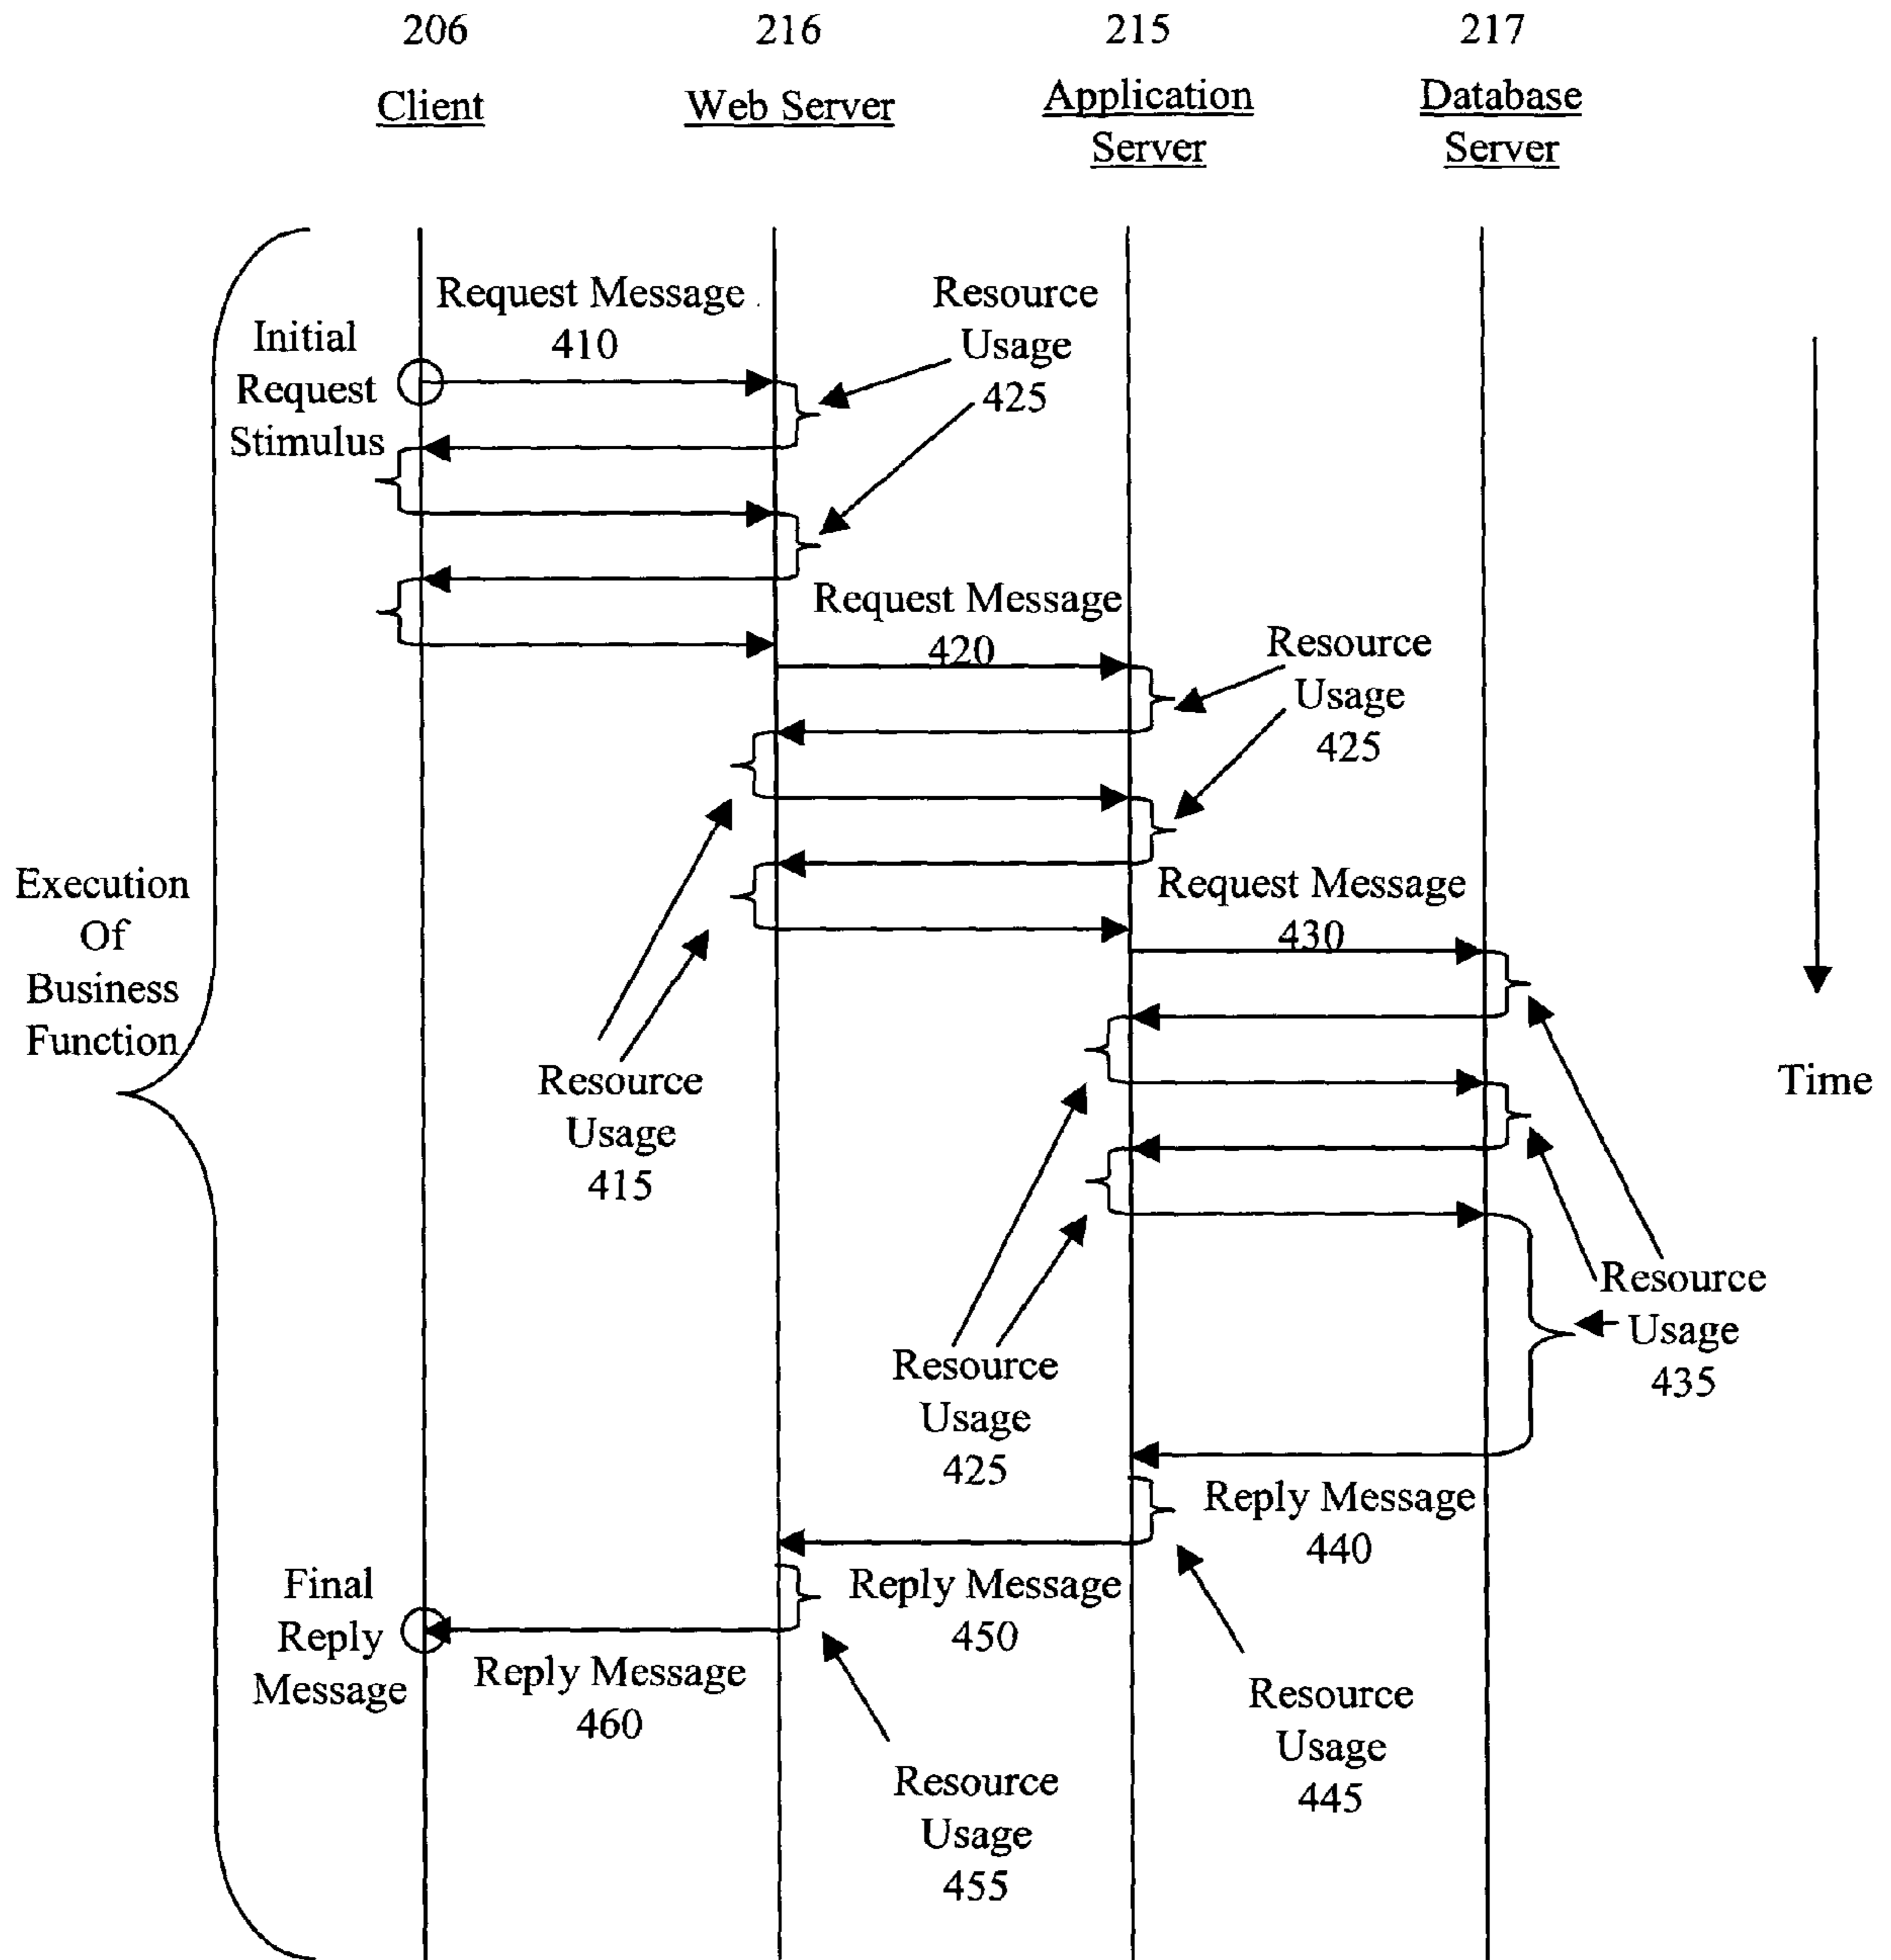 206
216
215
217
Client
Web Server
Application
Server
Database
Server
Request Message
410
Initial
Request
Stimulus
Resource
Usage
425
Request Message
420
Resource
Usage
425
Request Message
430
Execution
Of
Business
Function
Resource
Usage
415
Time
Resource
Usage
435
Resource
Usage
425
Reply Message
440
Reply Message
450
Final
Reply
Message
Reply Message
460
Resource
Usage
445
Resource
Usage
455